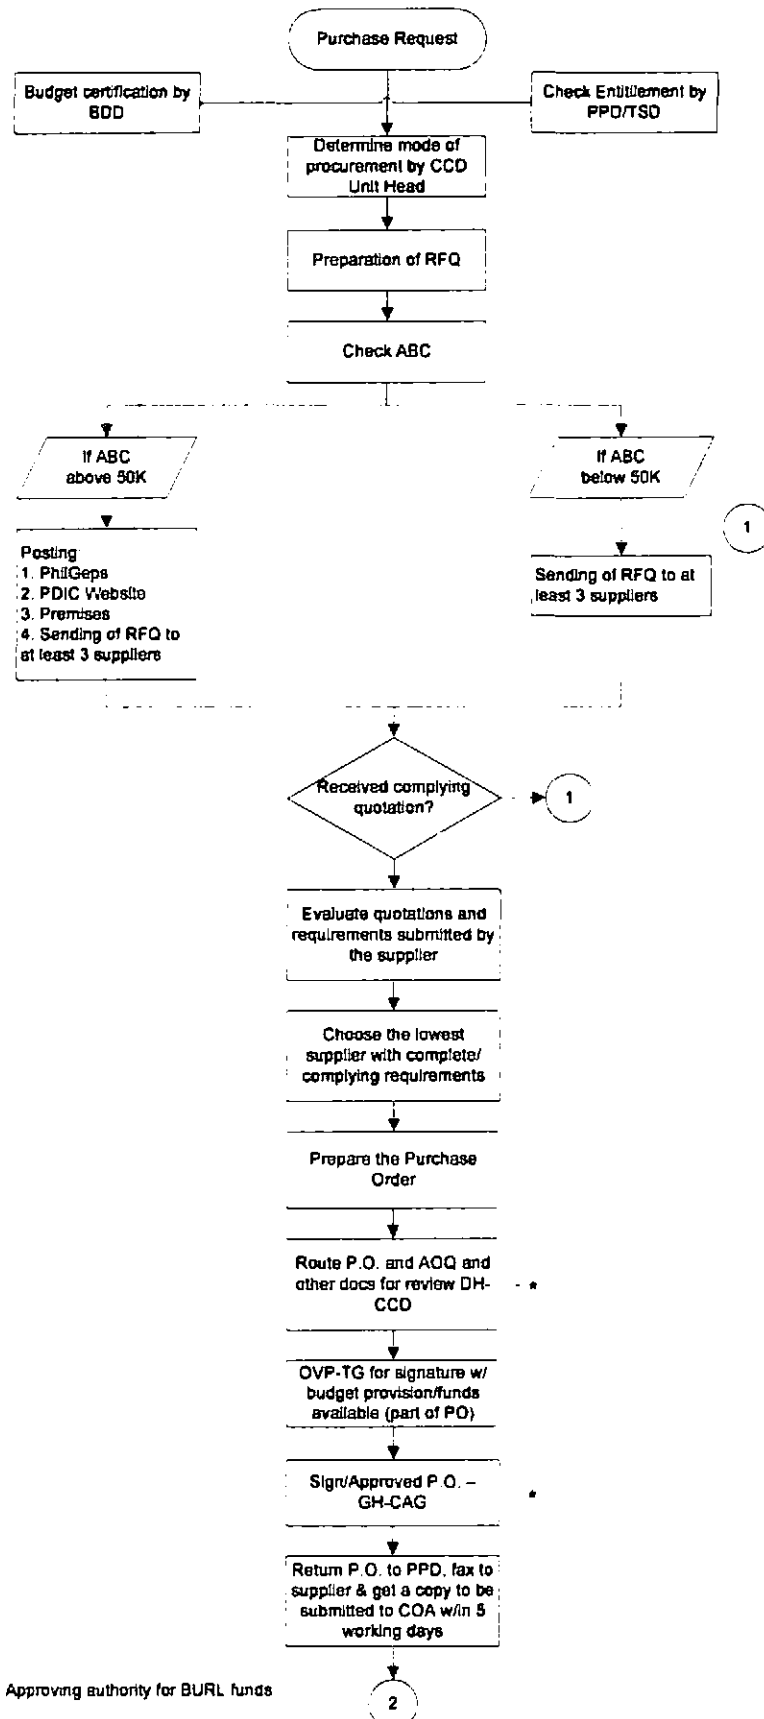 Purchase Request
Budget certification by
BDD
Check Entitlement by
PPD/TSD
Determine mode of
procurement by CCD
Unit Head
Preparation of RFQ
Check ABC
If ABC
above 50K
If ABC
below 50K
1
Posting
1. PhilGeps
2. PDIC Website
3. Premises
4. Sending of RFQ to
at least 3 suppliers
Sending of RFQ to at
least 3 suppliers
Received complying
quotation?
1
Evaluate quotations and
requirements submitted by
the supplier
Choose the lowest
supplier with complete/
complying requirements
Prepare the Purchase
Order
Route P.O. and AOQ and
other docs for review DH-
CCD
*
OVP-TG for signature w/
budget provision/funds
available (part of PO)
Sign/Approved P.O. –
GH-CAG
*
Return P.O. to PPD, fax to
supplier & get a copy to be
submitted to COA w/in 5
working days
Approving authority for BURL funds
2